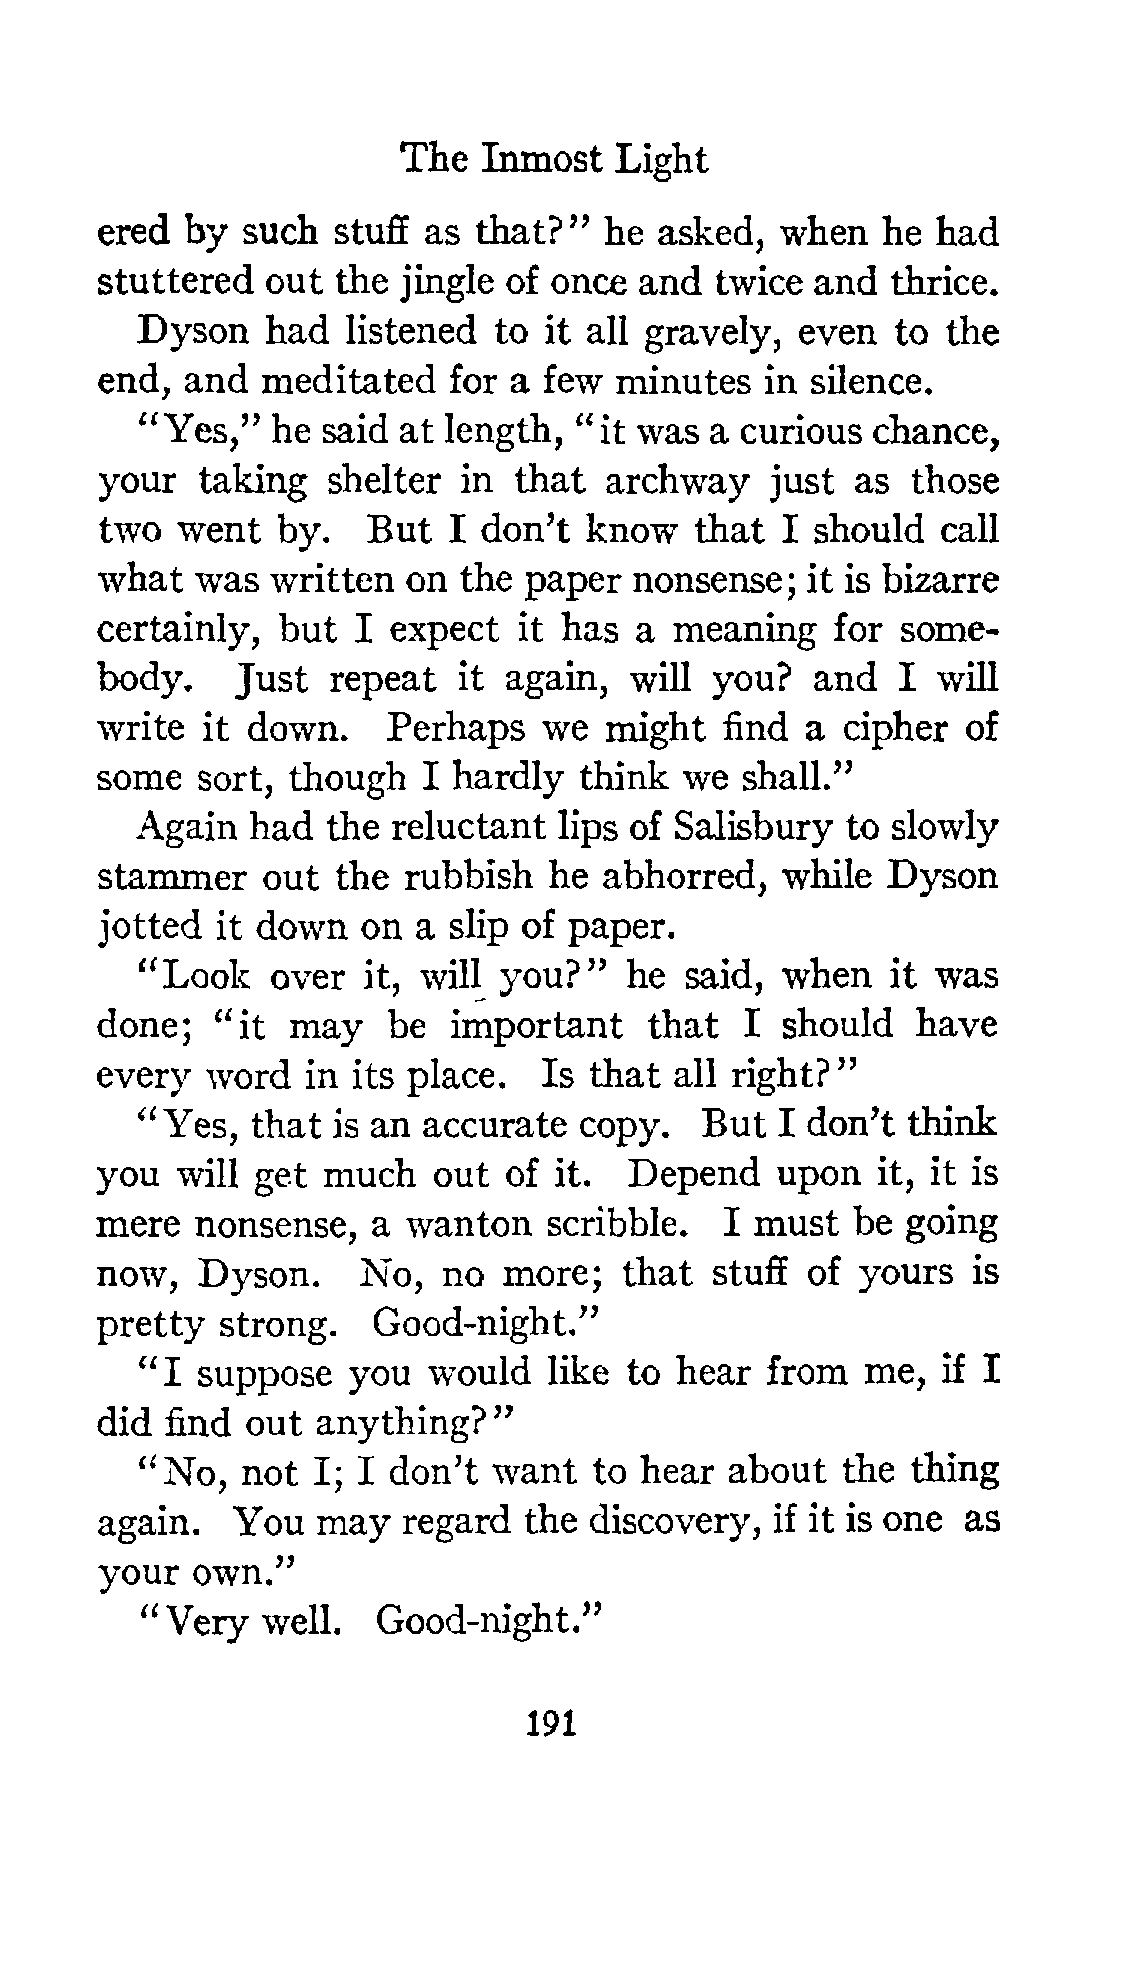 The Inmost Light
ered by such stuff as that?" he asked, when he had
stuttered out the jingle of once and twice and thrice.
Dyson had listened to it all gravely, even to the
end, and meditated for a few minutes in silence.
"Yes," he said at length, "it was a curious chance,
your taking shelter in that archway just as those
two went by. But I don't know that I should call
what was written on the paper nonsense; it is bizarre
certainly, but I expect it has a meaning for some-
body. Just repeat it again, will you? and I will
write it down. Perhaps we might find a cipher of
some sort, though I hardly think we shall."
Again had the reluctant lips of Salisbury to slowly
stammer out the rubbish he abhorred, while Dyson
jotted it down on a slip of paper.
"Look over it, will you?" he said, when it was
done; "it may be important that I should have
every word in its place. Is that all right?"
"Yes, that is an accurate copy. But I don't think
you will get much out of it. Depend upon it, it is
mere nonsense, a wanton scribble. I must be going
now, Dyson. No, no more; that stuff of yours is
pretty strong. Good-night."
"I suppose you would like to hear from me, if I
did find out anything?"
"No, not I; I don't want to hear about the thing
again. You may regard the discovery, if it is one as
your own."
"Very well. Good-night."
191